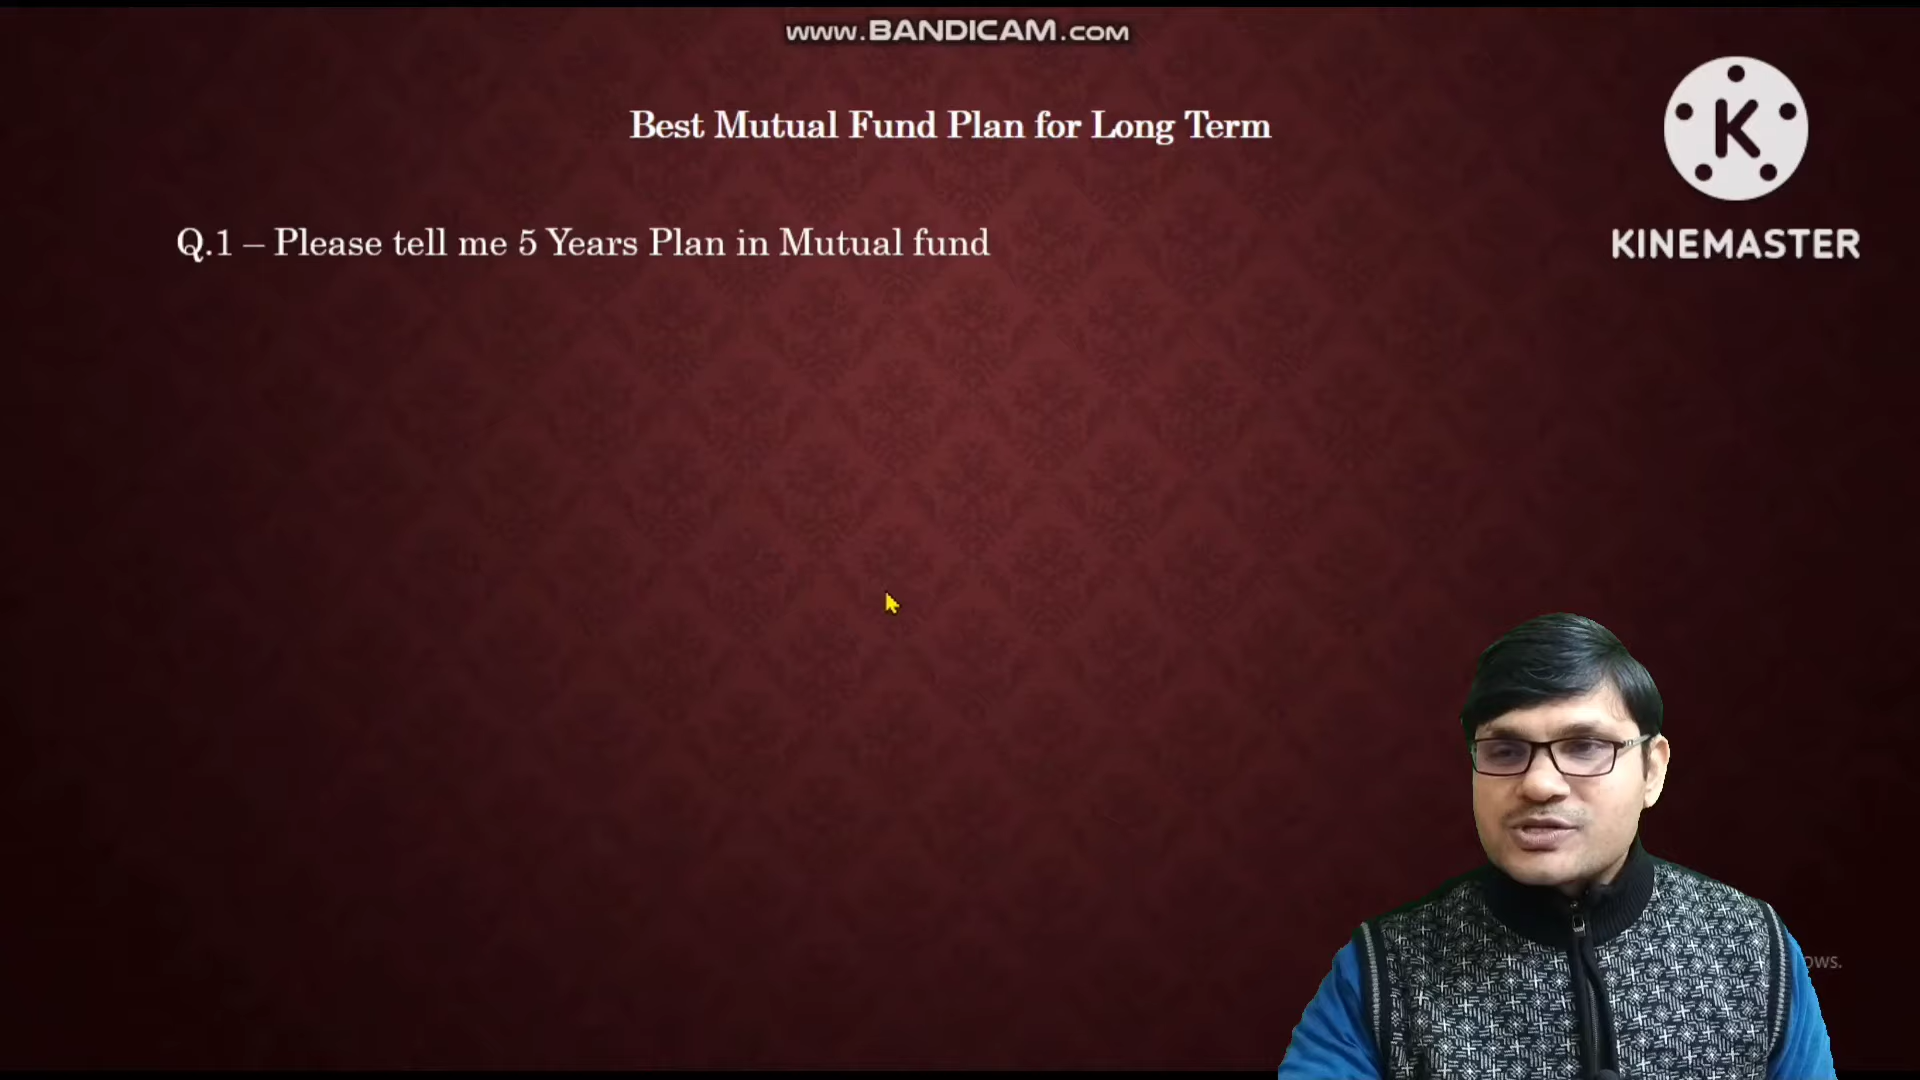 www.BANDICAM.com
Best Mutual Fund Plan for Long Term
K
KINEMASTER
Q.1 – Please tell me 5 Years Plan in Mutual fund
ows.